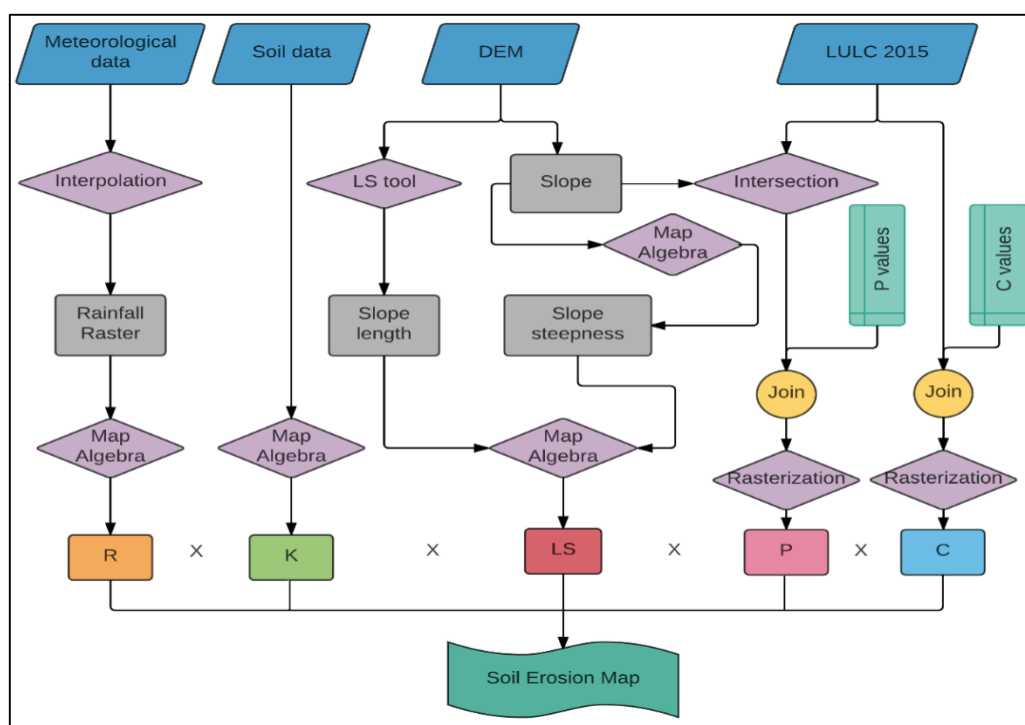 Meteorological
data
Soil data
DEM
LULC 2015
Interpolation
LS tool
Slope
Intersection
Map
Algebra
P values
C values
Rainfall
Raster
Slope
length
Slope
steepness
Join
Join
Map
Algebra
Map
Algebra
Map
Algebra
Rasterization
Rasterization
R
X
K
X
LS
X
P
X
C
Soil Erosion Map